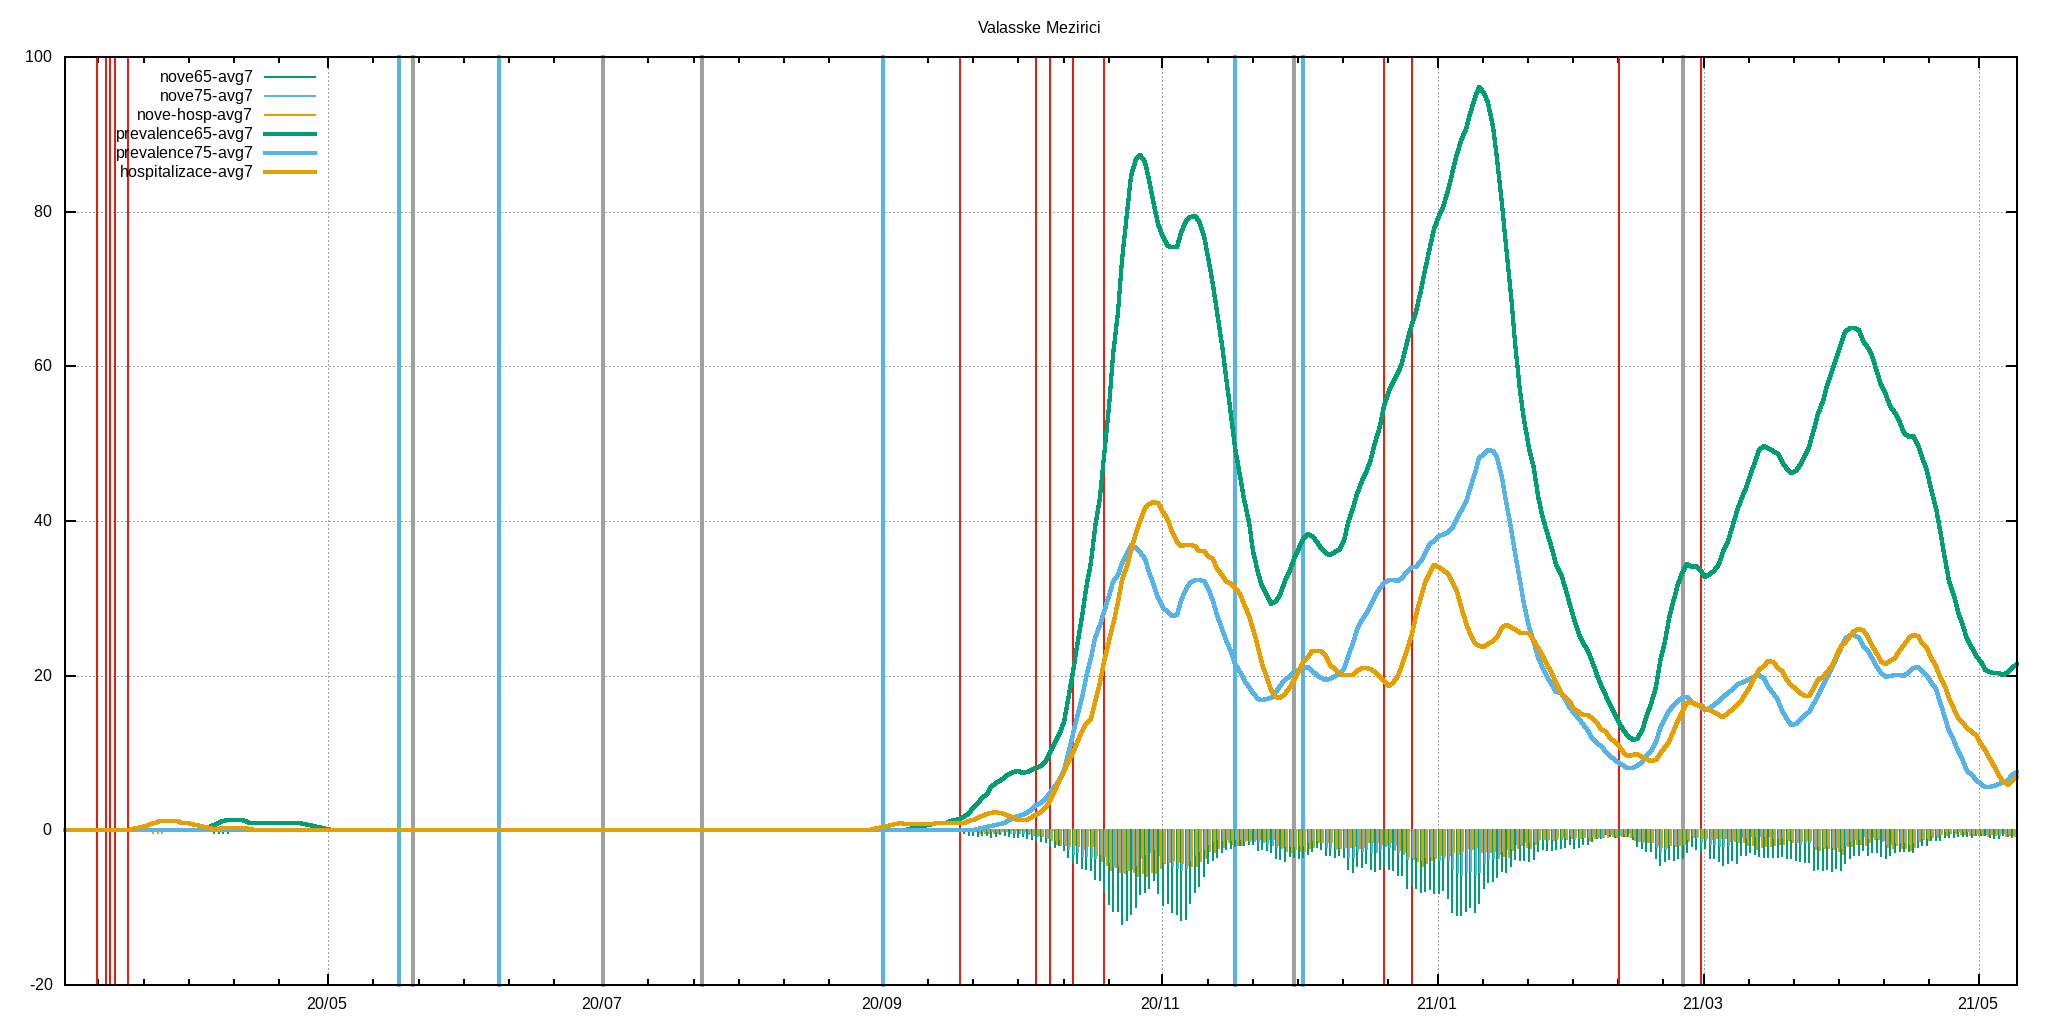 Valasske Mezirici
100
80
60
40
20
0
-20
nove65-avg7
nove75-avg7
nove-hosp-avg7
prevalence65-avg7
prevalence75-avg7
hospitalizace-avg7
20/05 20/07 20/09 20/11 21/01 21/03 21/05